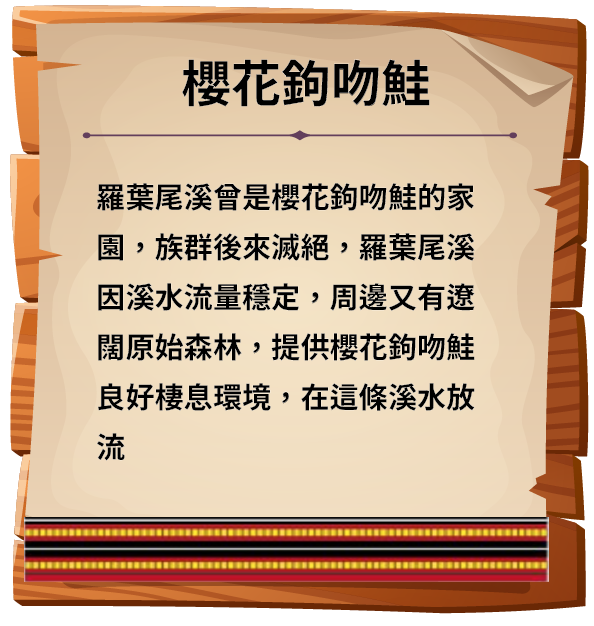 櫻花鉤吻鮭
羅葉尾溪曾是櫻花鉤吻鮭的家
園，族群後來滅絕，羅葉尾溪
因溪水流量穩定，周邊又有遼
闊原始森林，提供櫻花鉤吻鮭
良好棲息環境，在這條溪水放
流